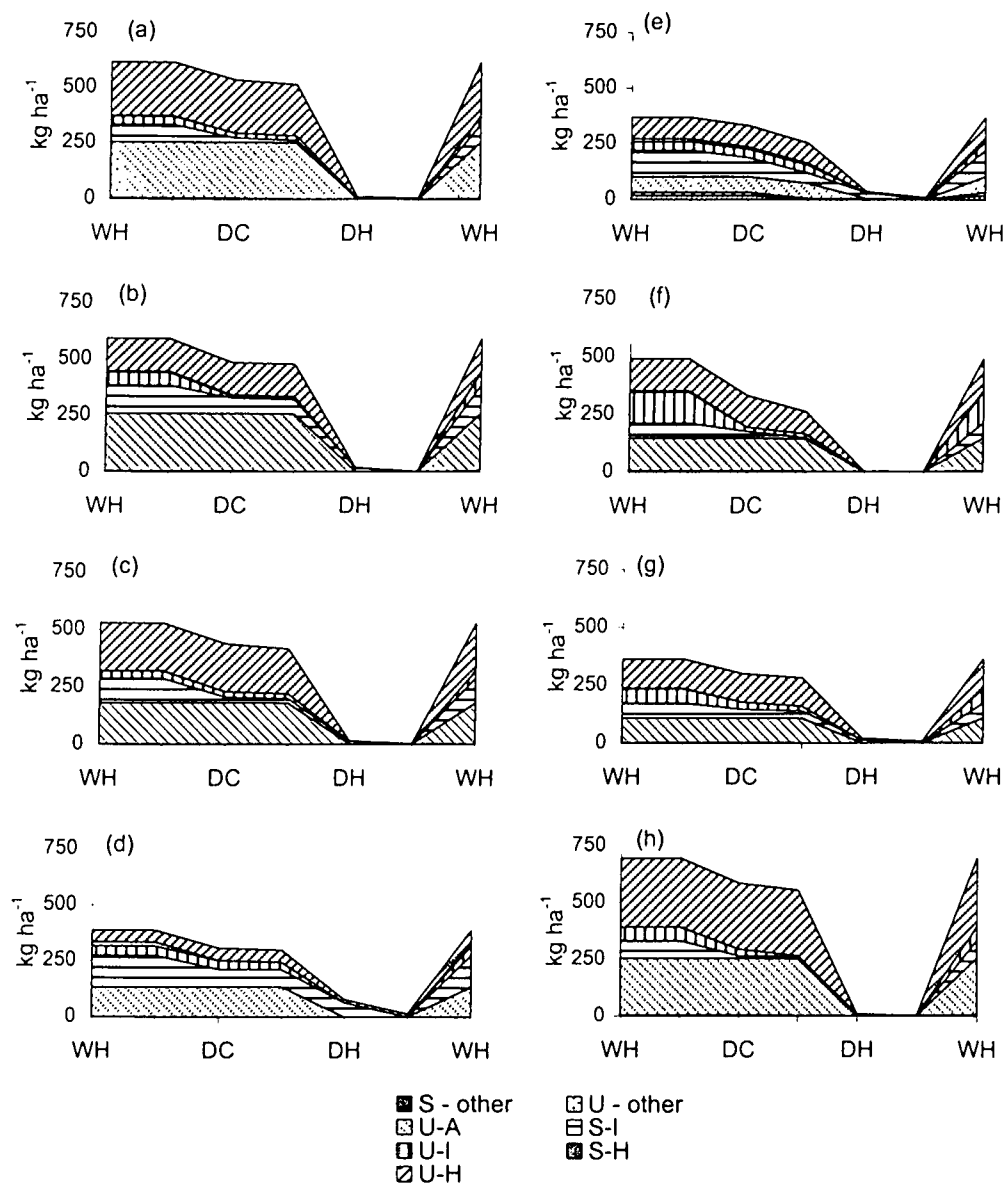 (a)
750
500
250
0
kg ha⁻¹
WH DC DH WH
(b)
750
500
250
0
kg ha⁻¹
WH DC DH WH
(c)
750
500
250
0
kg ha⁻¹
WH DC DH WH
(d)
750
500
250
0
kg ha⁻¹
WH DC DH WH
(e)
750
500
250
0
kg ha⁻¹
WH DC DH WH
(f)
750
500
250
0
kg ha⁻¹
WH DC DH WH
(g)
750
500
250
0
kg ha⁻¹
WH DC DH WH
(h)
750
500
250
0
kg ha⁻¹
WH DC DH WH
S - other U - other
U-A S-I
U-I S-H
U-H